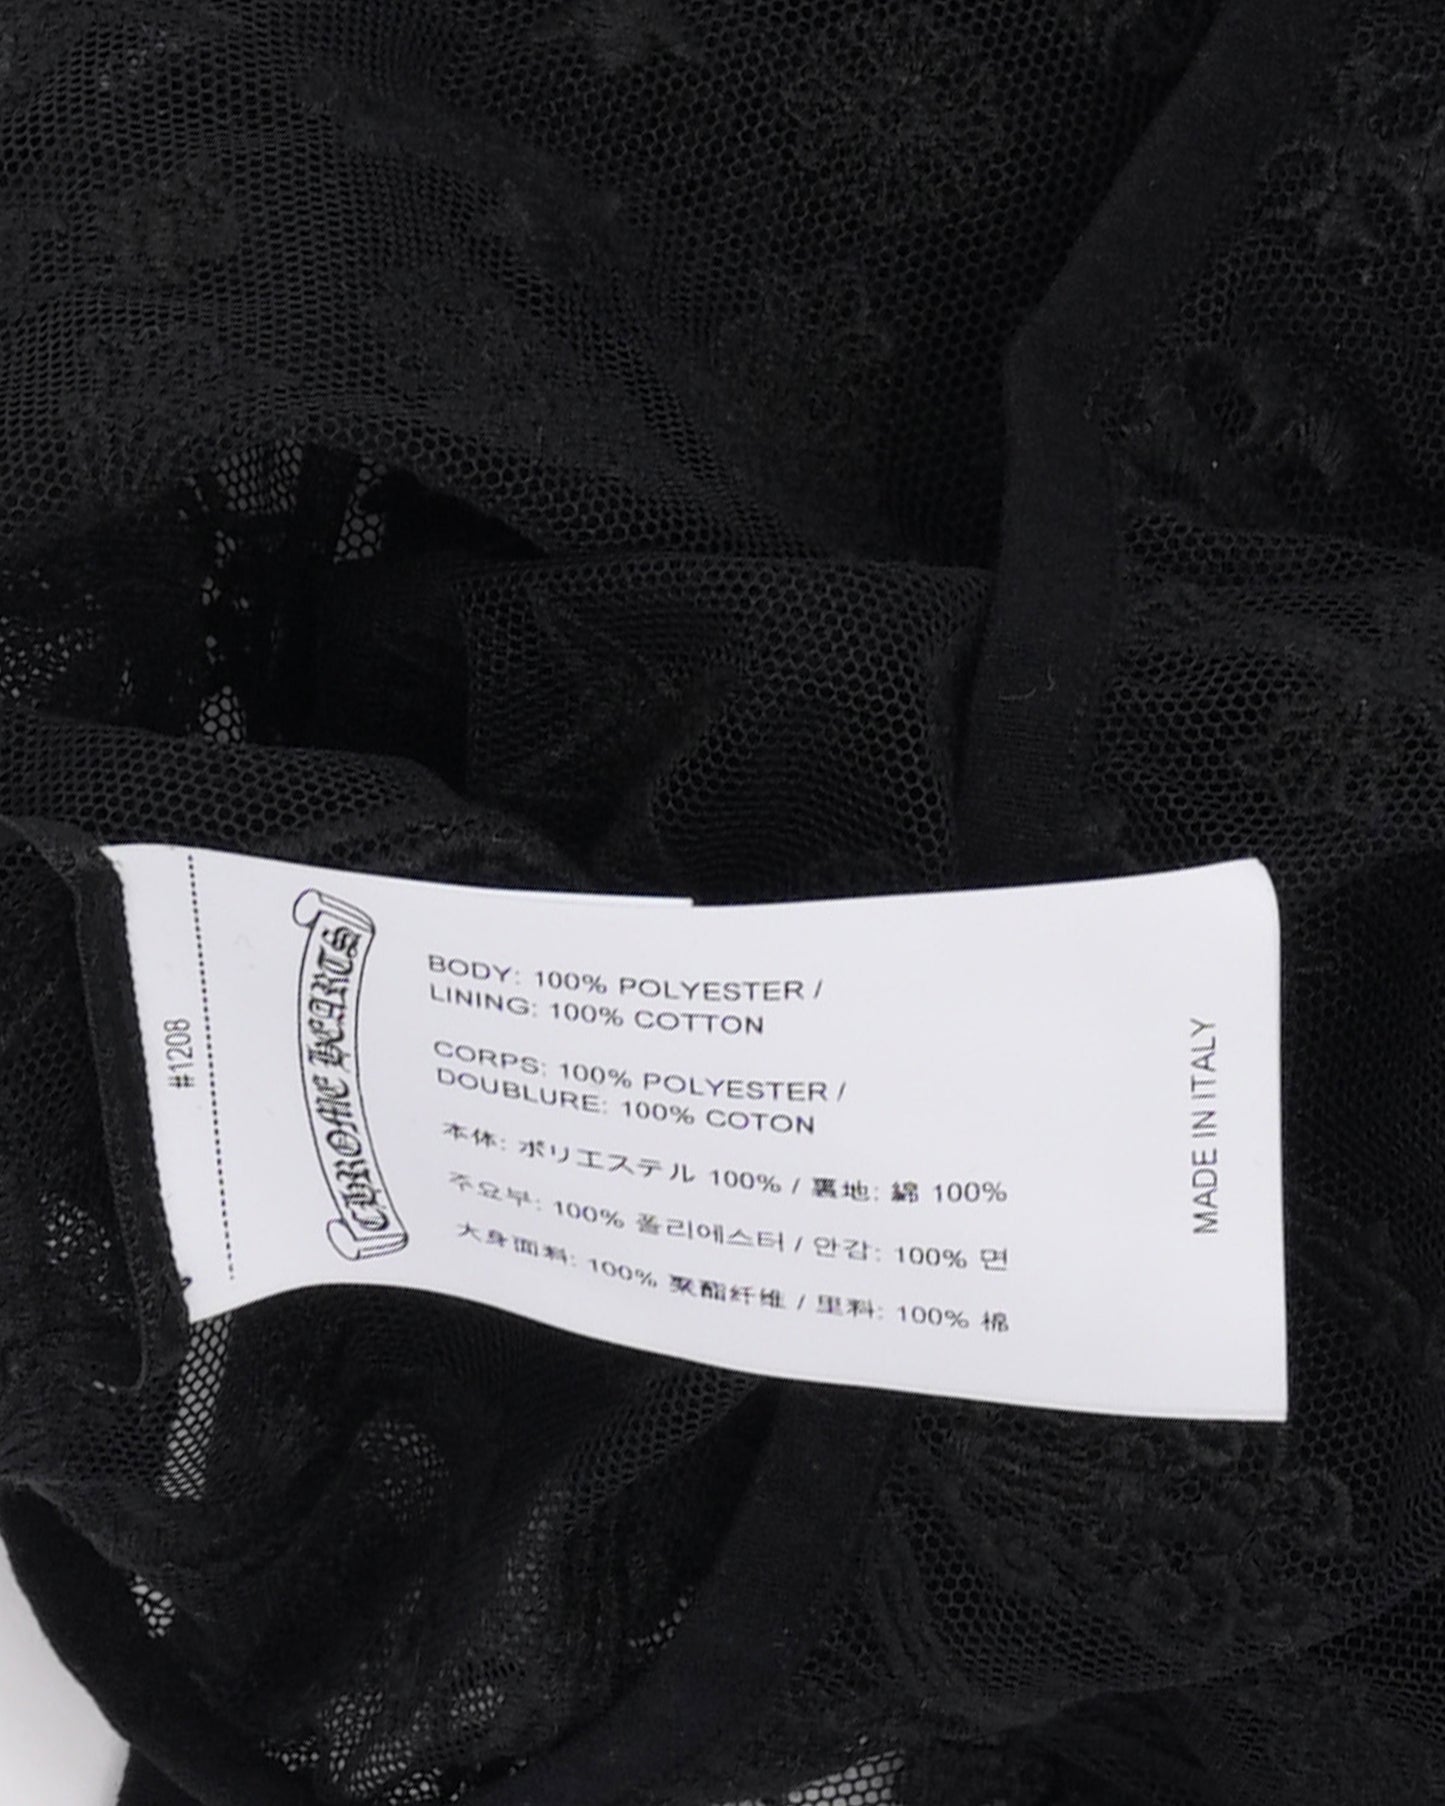 #1208
CHROME HEARTS
BODY: 100% POLYESTER /
LINING: 100% COTTON
CORPS: 100% POLYESTER /
DOUBLURE: 100% COTON
本体: ポリエステル 100% / 裏地: 綿 100%
주요부: 100% 폴리에스터 / 안감: 100% 면
大身面料: 100% 聚酯纤维 / 里料: 100% 棉
MADE IN ITALY